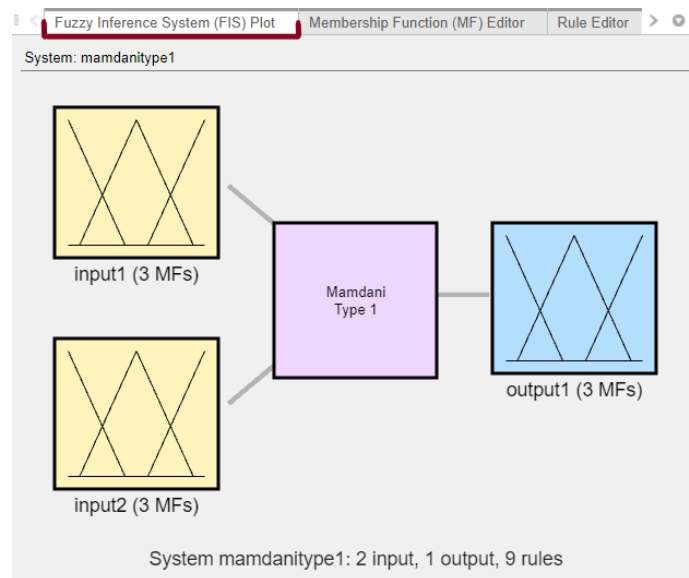 Fuzzy Inference System (FIS) Plot
Membership Function (MF) Editor
Rule Editor
System: mamdanitype1
input1 (3 MFs)
Mamdani
Type 1
output1 (3 MFs)
input2 (3 MFs)
System mamdanitype1: 2 input, 1 output, 9 rules